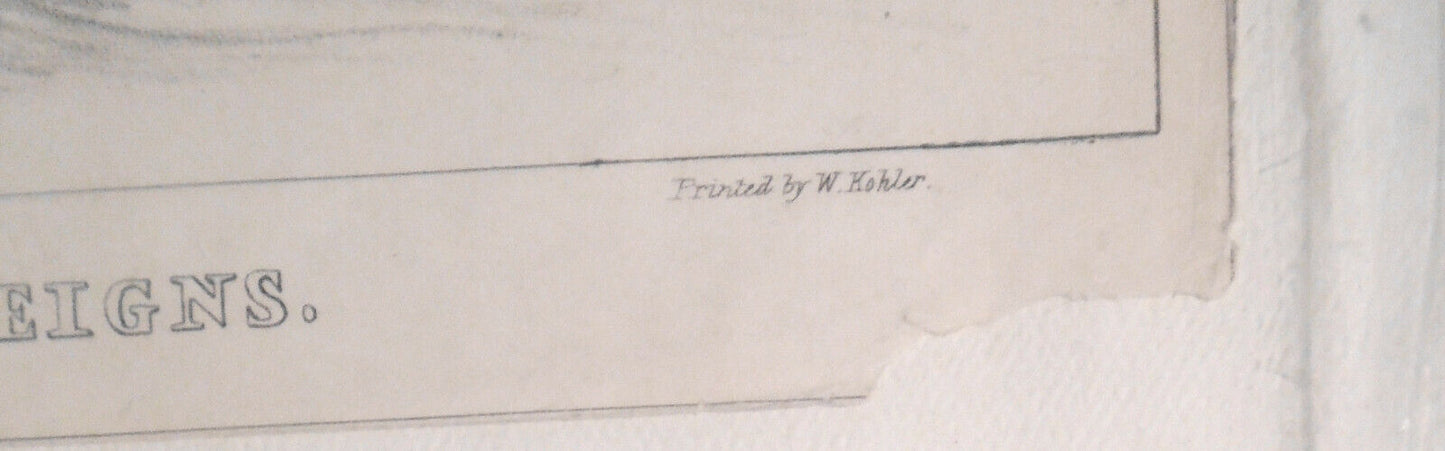 Printed by W. Kohler.
EIGNS.